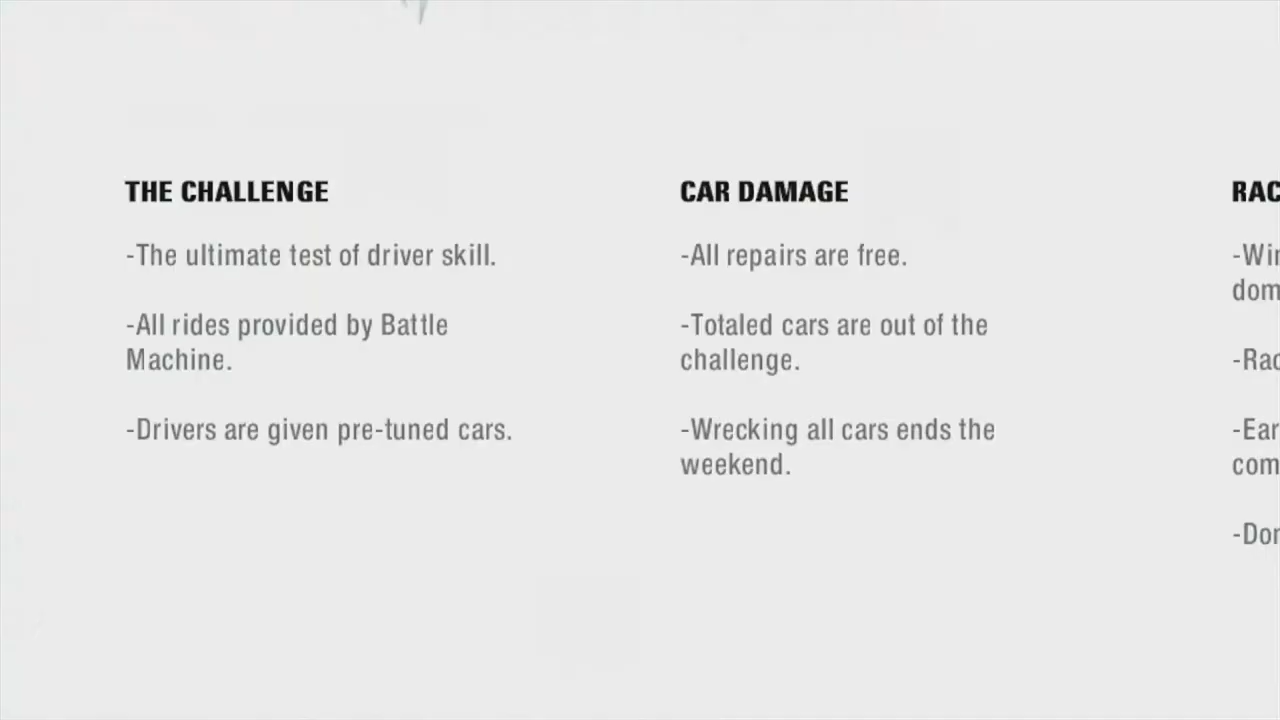 THE CHALLENGE
-The ultimate test of driver skill.
-All rides provided by Battle
Machine.
-Drivers are given pre-tuned cars.
CAR DAMAGE
-All repairs are free.
-Totaled cars are out of the
challenge.
-Wrecking all cars ends the
weekend.